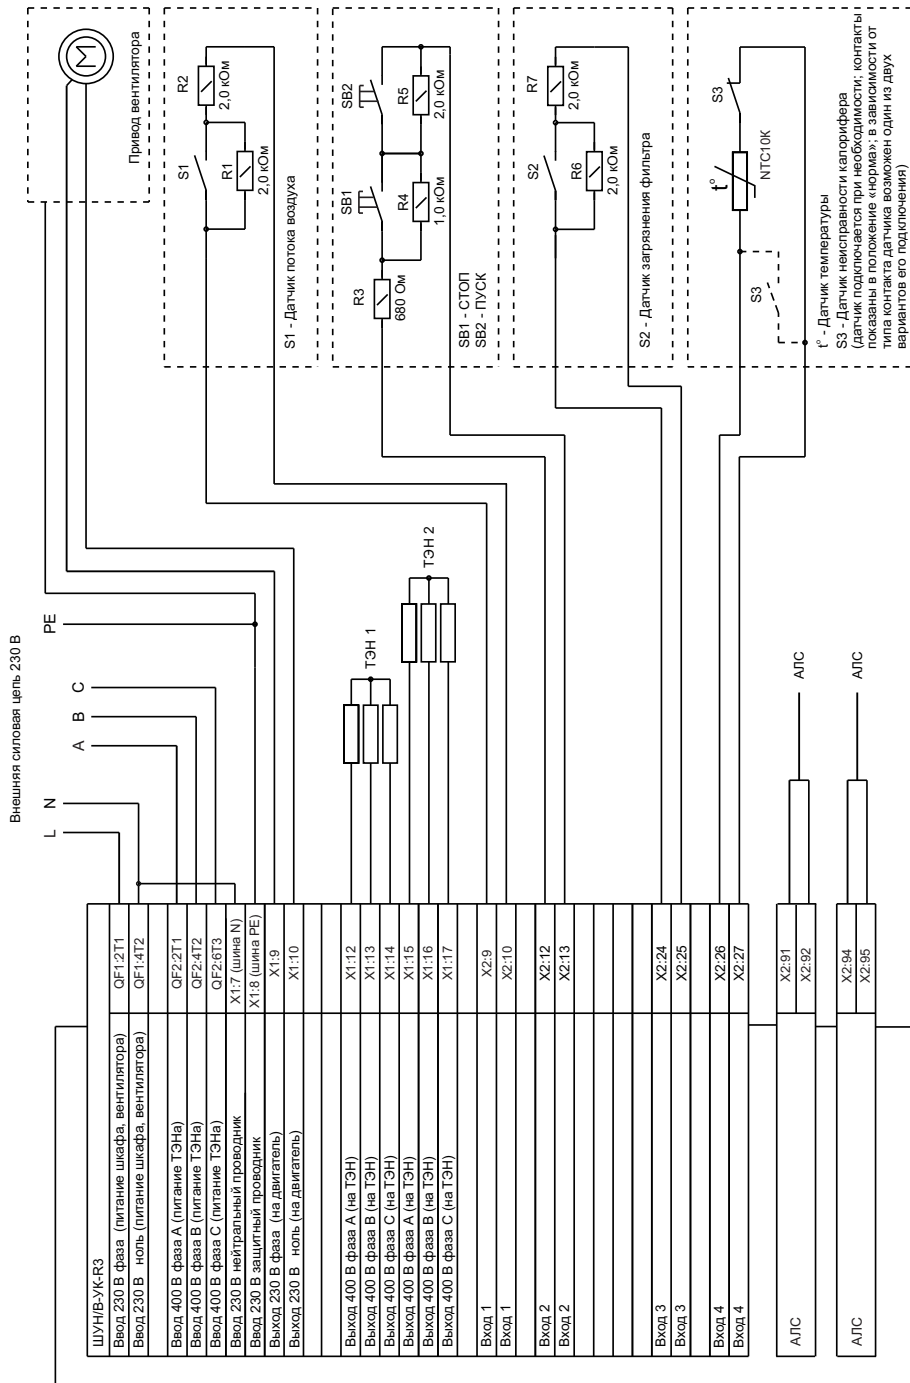 Внешняя силовая цепь 230 В
L
N
A
B
C
PE
ШУН/В-УК-R3
Ввод 230 В фаза (питание шкафа, вентилятора)
QF1:2T1
Ввод 230 В ноль (питание шкафа, вентилятора)
QF1:4T2
Ввод 400 В фаза А (питание ТЭНа)
QF2:2T1
Ввод 400 В фаза В (питание ТЭНа)
QF2:4T2
Ввод 400 В фаза С (питание ТЭНа)
QF2:6T3
Ввод 230 В нейтральный проводник
X1:7 (шина N)
Ввод 230 В защитный проводник
X1:8 (шина PE)
Выход 230 В фаза (на двигатель)
X1:9
Выход 230 В ноль (на двигатель)
X1:10
Выход 400 В фаза А (на ТЭН)
X1:12
Выход 400 В фаза В (на ТЭН)
X1:13
Выход 400 В фаза С (на ТЭН)
X1:14
Выход 400 В фаза А (на ТЭН)
X1:15
Выход 400 В фаза В (на ТЭН)
X1:16
Выход 400 В фаза С (на ТЭН)
X1:17
Вход 1
X2:9
Вход 1
X2:10
Вход 2
X2:12
Вход 2
X2:13
Вход 3
X2:24
Вход 3
X2:25
Вход 4
X2:26
Вход 4
X2:27
АЛС
X2:91
X2:92
АЛС
АЛС
X2:94
X2:95
АЛС
ТЭН 1
ТЭН 2
M
Привод вентилятора
S1
R2
2,0 кОм
R1
2,0 кОм
S1 - Датчик потока воздуха
SB2
R5
2,0 кОм
SB1
R4
1,0 кОм
R3
680 Ом
SB1 - СТОП
SB2 - ПУСК
R7
2,0 кОм
S2
R6
2,0 кОм
S2 - Датчик загрязнения фильтра
S3
t°
NTC10K
S3
t° - Датчик температуры
S3 - Датчик неисправности калорифера
(датчик подключается при необходимости; контакты
показаны в положение «норма»; в зависимости от
типа контакта датчика возможен один из двух
вариантов его подключения)